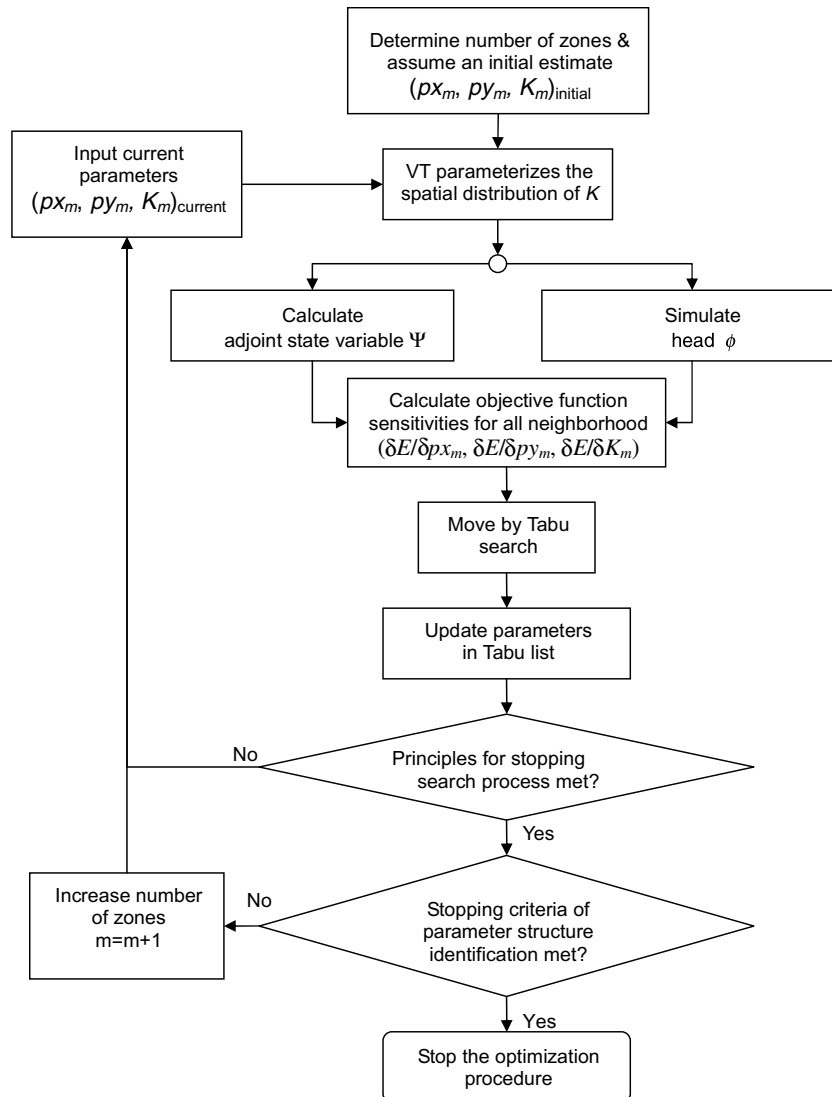 Determine number of zones &
assume an initial estimate
(pxₘ, pyₘ, Kₘ)initial
Input current
parameters
(pxₘ, pyₘ, Kₘ)current
VT parameterizes the
spatial distribution of K
Calculate
adjoint state variable Ψ
Simulate
head ϕ
Calculate objective function
sensitivities for all neighborhood
(δE/δpxₘ, δE/δpyₘ, δE/δKₘ)
Move by Tabu
search
Update parameters
in Tabu list
No
Principles for stopping
search process met?
Yes
Increase number
of zones
m=m+1
No
Stopping criteria of
parameter structure
identification met?
Yes
Stop the optimization
procedure